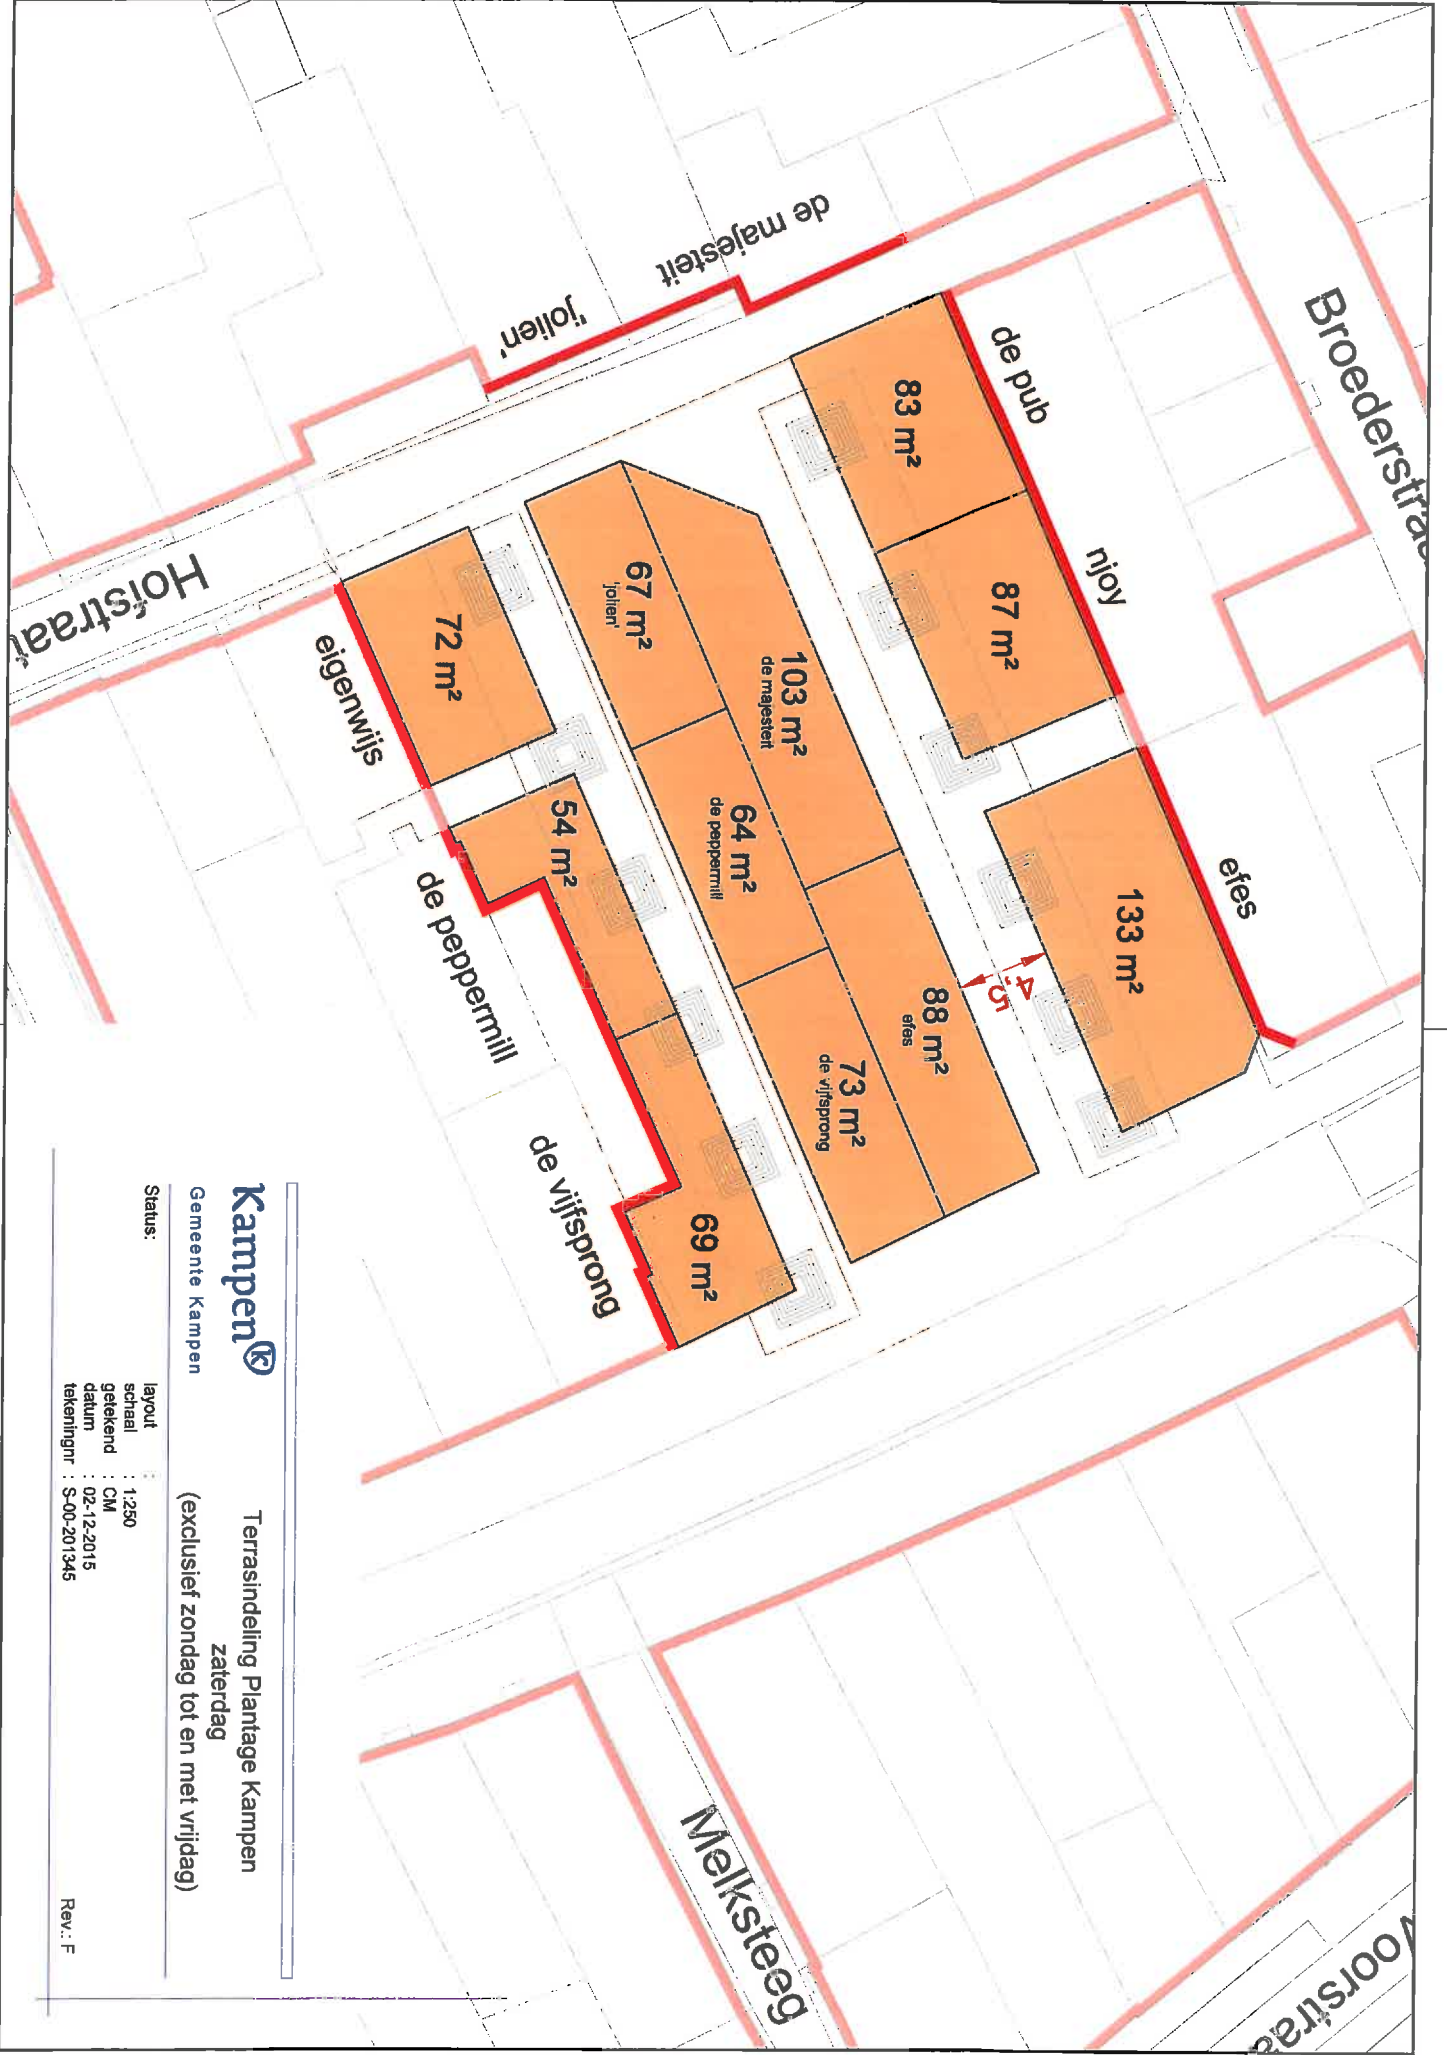 Broederstraa
de pub
njoy
efes
de majesteit
"jolien'
83 m²
87 m²
133 m²
4,5
103 m²
de majesteit
88 m²
efes
67 m²
'jolien'
64 m²
de peppermill
73 m²
de vijfsprong
72 m²
54 m²
69 m²
eigenwijs
de peppermill
de vijfsprong
Hofstraat
Melksteeg
Voorstraa
Kampen
Gemeente Kampen
Terrasindeling Plantage Kampen
zaterdag
(exclusief zondag tot en met vrijdag)
Status:
layout :
schaal : 1:250
getekend : CM
datum : 02-12-2015
tekeningnr : S-00-201345
Rev.: F